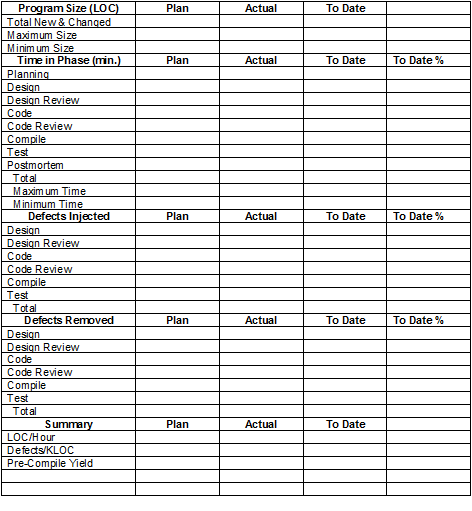 Program Size (LOC) Plan Actual To Date
Total New & Changed
Maximum Size
Minimum Size
Time in Phase (min.) Plan Actual To Date To Date %
Planning
Design
Design Review
Code
Code Review
Compile
Test
Postmortem
Total
Maximum Time
Minimum Time
Defects Injected Plan Actual To Date To Date %
Design
Design Review
Code
Code Review
Compile
Test
Total
Defects Removed Plan Actual To Date To Date %
Design
Design Review
Code
Code Review
Compile
Test
Total
Summary Plan Actual To Date
LOC/Hour
Defects/KLOC
Pre-Compile Yield